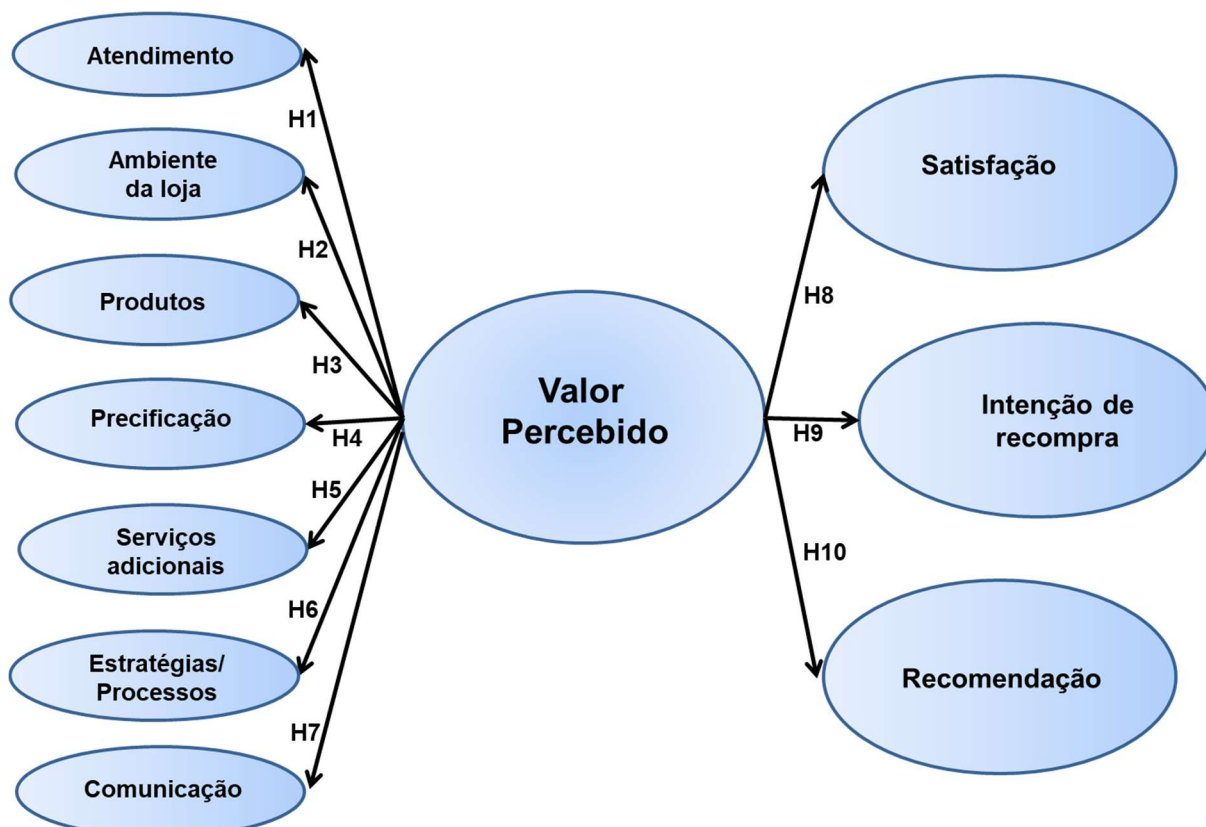 Atendimento
H1
Ambiente
da loja
H2
Produtos
H3
Precificação
H4
Serviços
adicionais
H5
Estratégias/
Processos
H6
Comunicação
H7
Valor
Percebido
Satisfação
H8
Intenção de
recompra
H9
Recomendação
H10